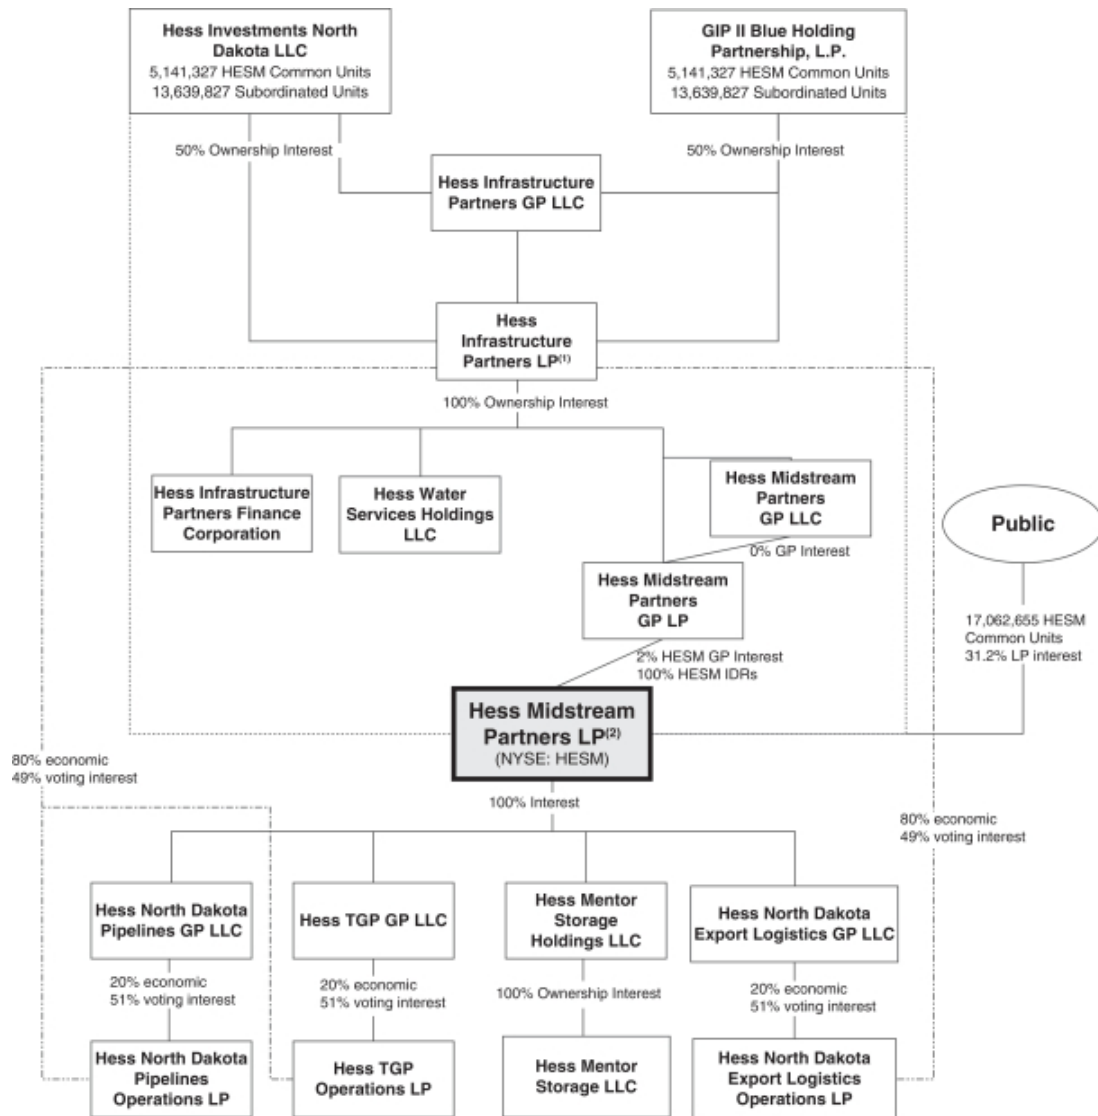 Hess Investments North
Dakota LLC
5,141,327 HESM Common Units
13,639,827 Subordinated Units
GIP II Blue Holding
Partnership, L.P.
5,141,327 HESM Common Units
13,639,827 Subordinated Units
50% Ownership Interest
50% Ownership Interest
Hess Infrastructure
Partners GP LLC
Hess
Infrastructure
Partners LP(1)
100% Ownership Interest
Hess Infrastructure
Partners Finance
Corporation
Hess Water
Services Holdings
LLC
Hess Midstream
Partners
GP LLC
Public
0% GP Interest
Hess Midstream
Partners
GP LP
17,062,655 HESM
Common Units
31.2% LP interest
2% HESM GP Interest
100% HESM IDRs
Hess Midstream
Partners LP(2)
(NYSE: HESM)
80% economic
49% voting interest
100% Interest
80% economic
49% voting interest
Hess North Dakota
Pipelines GP LLC
Hess TGP GP LLC
Hess Mentor
Storage
Holdings LLC
Hess North Dakota
Export Logistics GP LLC
20% economic
51% voting interest
20% economic
51% voting interest
100% Ownership Interest
20% economic
51% voting interest
Hess North Dakota
Pipelines
Operations LP
Hess TGP
Operations LP
Hess Mentor
Storage LLC
Hess North Dakota
Export Logistics
Operations LP